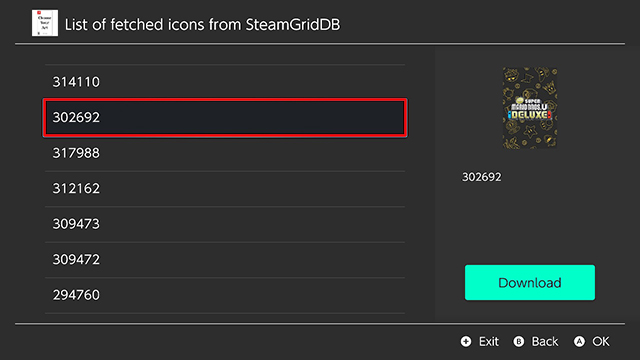 List of fetched icons from SteamGridDB
314110
302692
317988
312162
309473
309472
294760
SUPER
MARIO BROS. U
DELUXE
302692
Download
Exit
B Back
A OK